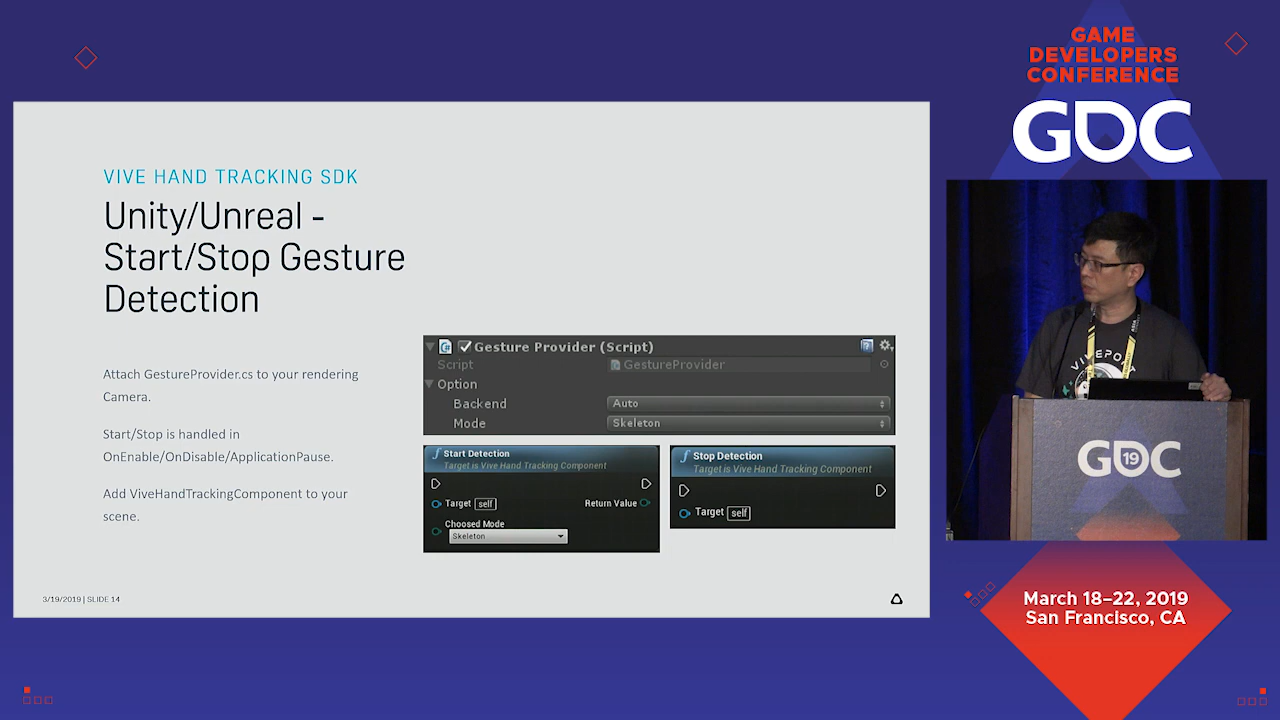 GAME
DEVELOPERS
CONFERENCE
GDC
VIVE HAND TRACKING SDK
Unity/Unreal -
Start/Stop Gesture
Detection
Attach GestureProvider.cs to your rendering
Camera.
Start/Stop is handled in
OnEnable/OnDisable/ApplicationPause.
Add ViveHandTrackingComponent to your
scene.
Gesture Provider (Script)
Script GestureProvider
Option
Backend Auto
Mode Skeleton
f Start Detection
Target is Vive Hand Tracking Component
Target self Return Value
Choosed Mode
Skeleton
f Stop Detection
Target is Vive Hand Tracking Component
Target self
3/19/2019 | SLIDE 14
VIVEPORT
GDC
19
March 18–22, 2019
San Francisco, CA